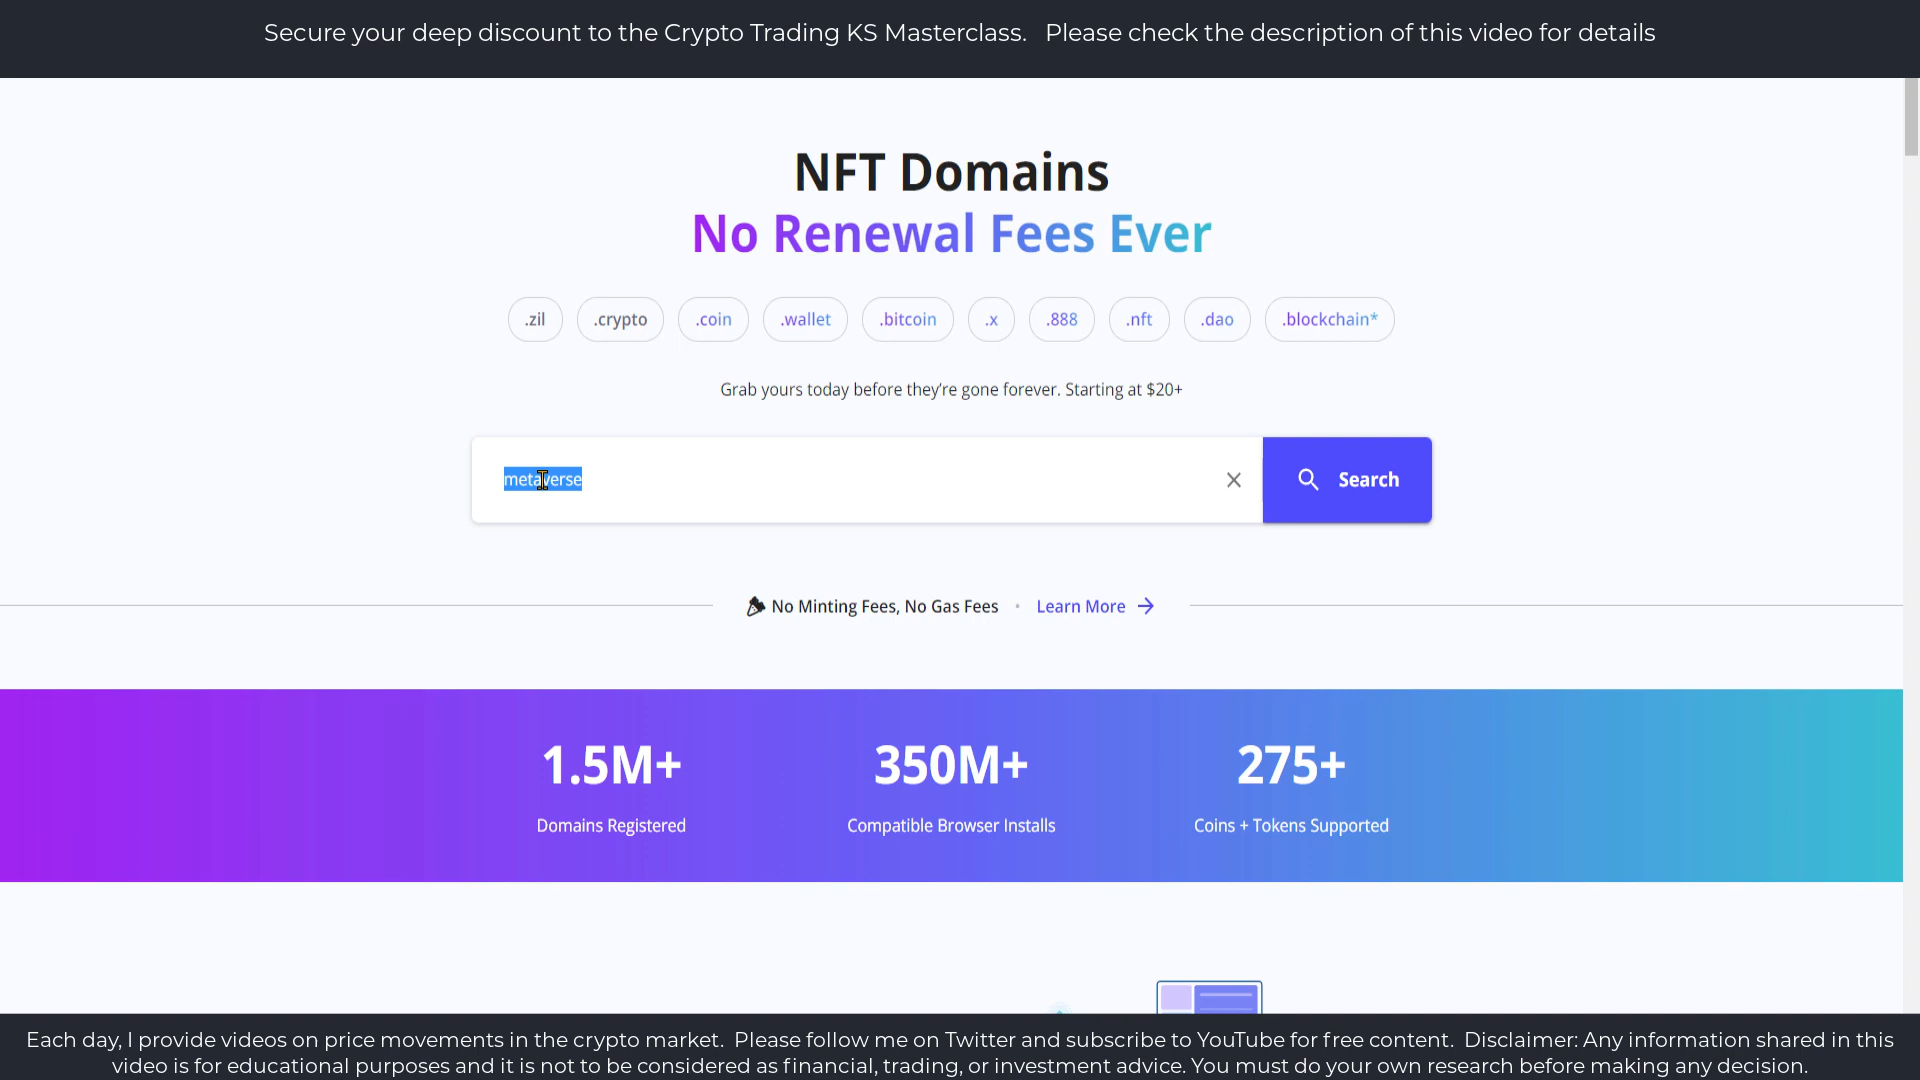 Secure your deep discount to the Crypto Trading KS Masterclass.   Please check the description of this video for details
NFT Domains
No Renewal Fees Ever
.zil .crypto .coin .wallet .bitcoin .x .888 .nft .dao .blockchain*
Grab yours today before they’re gone forever. Starting at $20+
metaverse Search
No Minting Fees, No Gas Fees • Learn More →
1.5M+ 350M+ 275+
Domains Registered Compatible Browser Installs Coins + Tokens Supported
Each day, I provide videos on price movements in the crypto market.  Please follow me on Twitter and subscribe to YouTube for free content.  Disclaimer: Any information shared in this
video is for educational purposes and it is not to be considered as financial, trading, or investment advice. You must do your own research before making any decision.